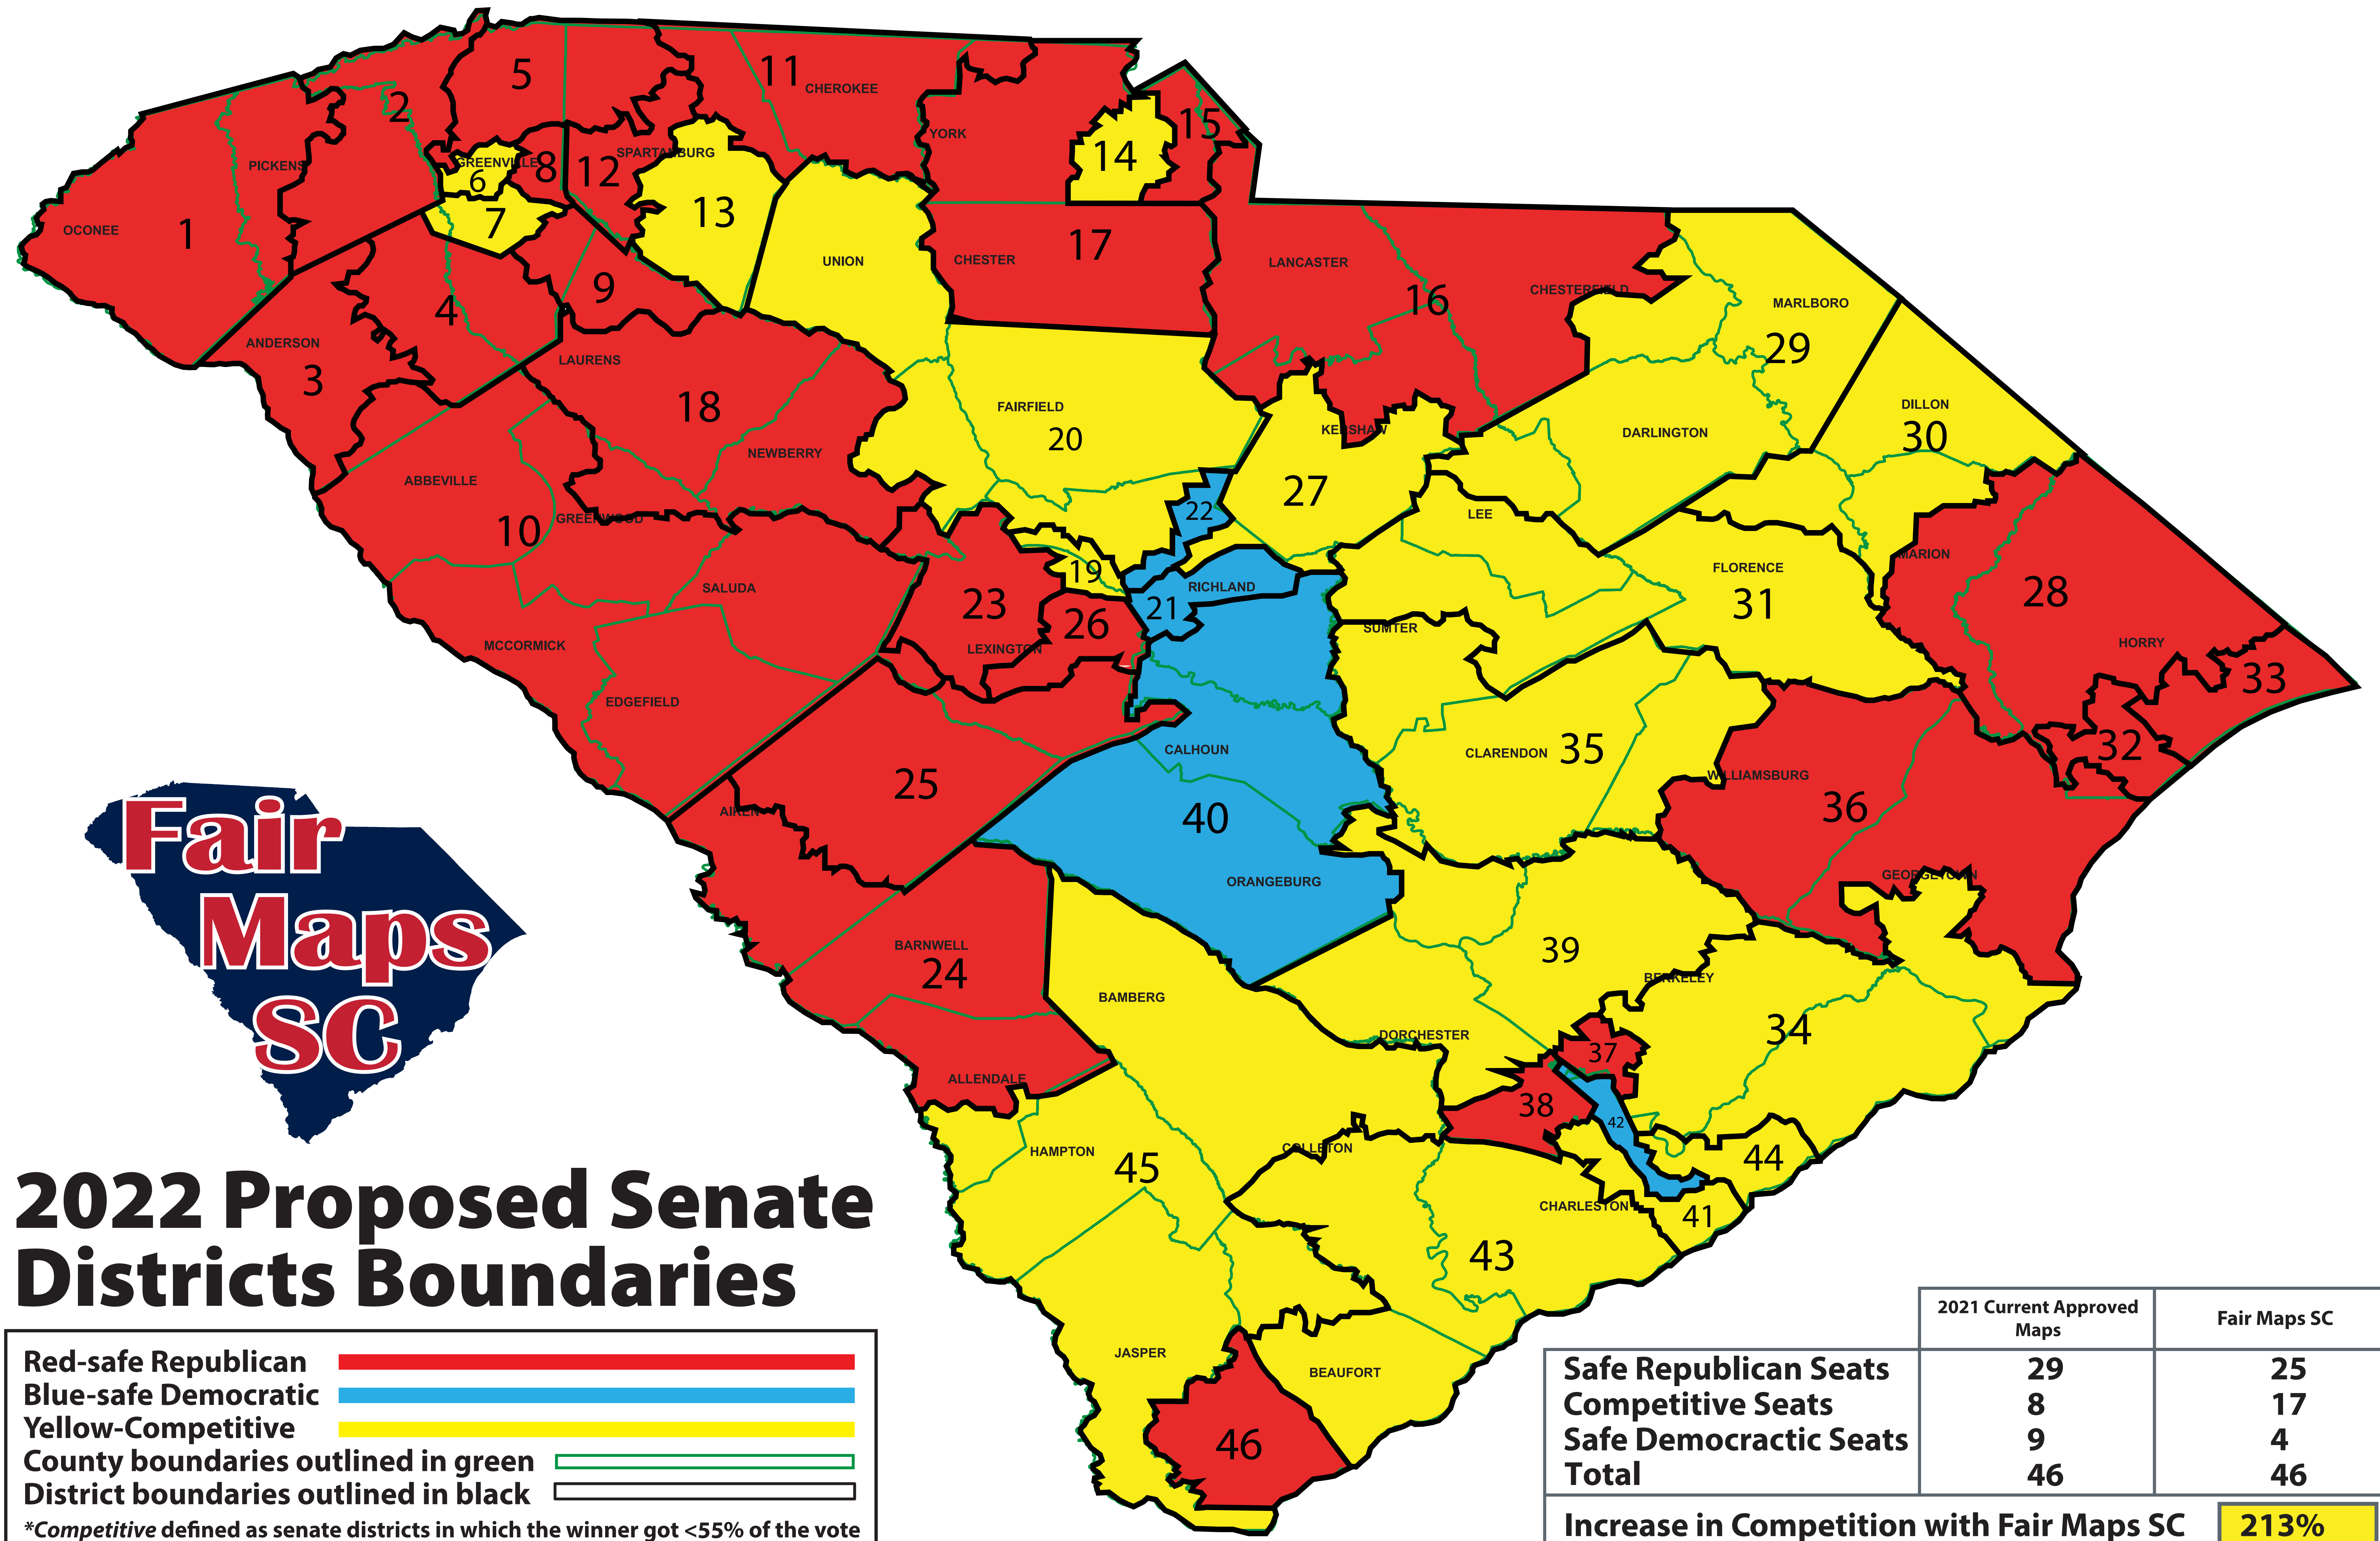 5
11
CHEROKEE
2
YORK
15
14
PICKENS
GREENVILLE
8
12
SPARTANBURG
6
7
13
OCONEE
1
UNION
CHESTER
17
LANCASTER
16
CHESTERFIELD
MARLBORO
29
9
4
ANDERSON
3
LAURENS
18
FAIRFIELD
20
KERSHAW
DARLINGTON
DILLON
30
NEWBERRY
ABBEVILLE
27
22
LEE
10
GREENWOOD
MARION
FLORENCE
31
28
19
SALUDA
RICHLAND
21
23
26
SUMTER
LEXINGTON
HORRY
33
MCCORMICK
EDGEFIELD
32
CALHOUN
CLARENDON
35
WILLIAMSBURG
25
AIKEN
40
36
ORANGEBURG
GEORGETOWN
BARNWELL
24
39
BERKELEY
BAMBERG
34
DORCHESTER
37
ALLENDALE
38
42
HAMPTON
45
COLLETON
44
CHARLESTON
41
43
JASPER
BEAUFORT
46
Fair
Maps
SC
2022 Proposed Senate
Districts Boundaries
Red-safe Republican
Blue-safe Democratic
Yellow-Competitive
County boundaries outlined in green
District boundaries outlined in black
*Competitive defined as senate districts in which the winner got <55% of the vote
2021 Current Approved
Maps
Fair Maps SC
Safe Republican Seats 29 25
Competitive Seats 8 17
Safe Democractic Seats 9 4
Total 46 46
Increase in Competition with Fair Maps SC 213%